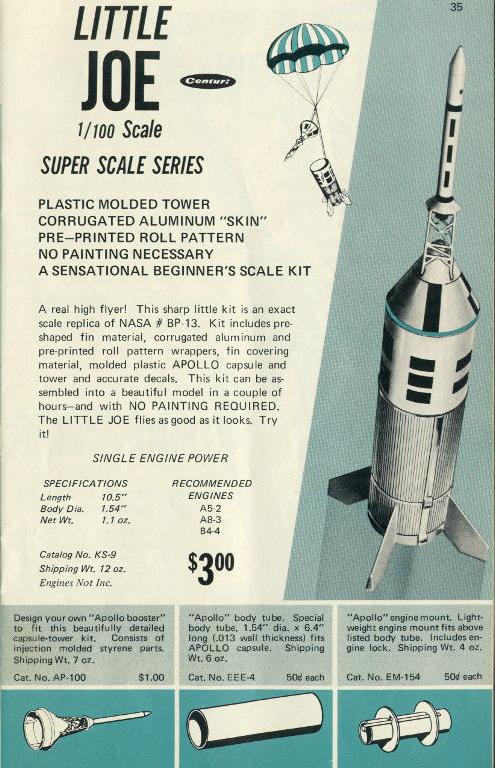 35
LITTLE
JOE
Centuri
1/100 Scale
SUPER SCALE SERIES
PLASTIC MOLDED TOWER
CORRUGATED ALUMINUM "SKIN"
PRE—PRINTED ROLL PATTERN
NO PAINTING NECESSARY
A SENSATIONAL BEGINNER'S SCALE KIT
A real high flyer! This sharp little kit is an exact
scale replica of NASA # BP-13. Kit includes pre-
shaped fin material, corrugated aluminum and
pre-printed roll pattern wrappers, fin covering
material, molded plastic APOLLO capsule and
tower and accurate decals. This kit can be as-
sembled into a beautiful model in a couple of
hours—and with NO PAINTING REQUIRED.
The LITTLE JOE flies as good as it looks. Try
it!
SINGLE ENGINE POWER
SPECIFICATIONS
Length 10.5"
Body Dia. 1.54"
Net Wt. 1.1 oz.
RECOMMENDED
ENGINES
A5-2
A8-3
B4-4
Catalog No. KS-9
Shipping Wt. 12 oz.
Engines Not Inc.
$3.00
Design your own "Apollo booster"
to fit this beautifully detailed
capsule-tower kit. Consists of
injection molded styrene parts.
Shipping Wt. 7 oz.
Cat. No. AP-100 $1.00
"Apollo" body tube. Special
body tube, 1.54" dia. x 6.4"
long (.013 wall thickness) fits
APOLLO capsule. Shipping
Wt. 6 oz.
Cat. No. EEE-4 50¢ each
"Apollo" engine mount. Light-
weight engine mount fits above
listed body tube. Includes en-
gine lock. Shipping Wt. 4 oz.
Cat. No. EM-154 50¢ each